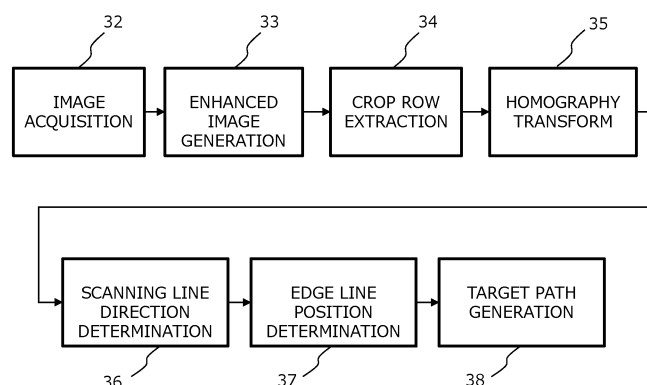 32
33
34
35
IMAGE
ACQUISITION
ENHANCED
IMAGE
GENERATION
CROP ROW
EXTRACTION
HOMOGRAPHY
TRANSFORM
SCANNING LINE
DIRECTION
DETERMINATION
EDGE LINE
POSITION
DETERMINATION
TARGET PATH
GENERATION
36
37
38